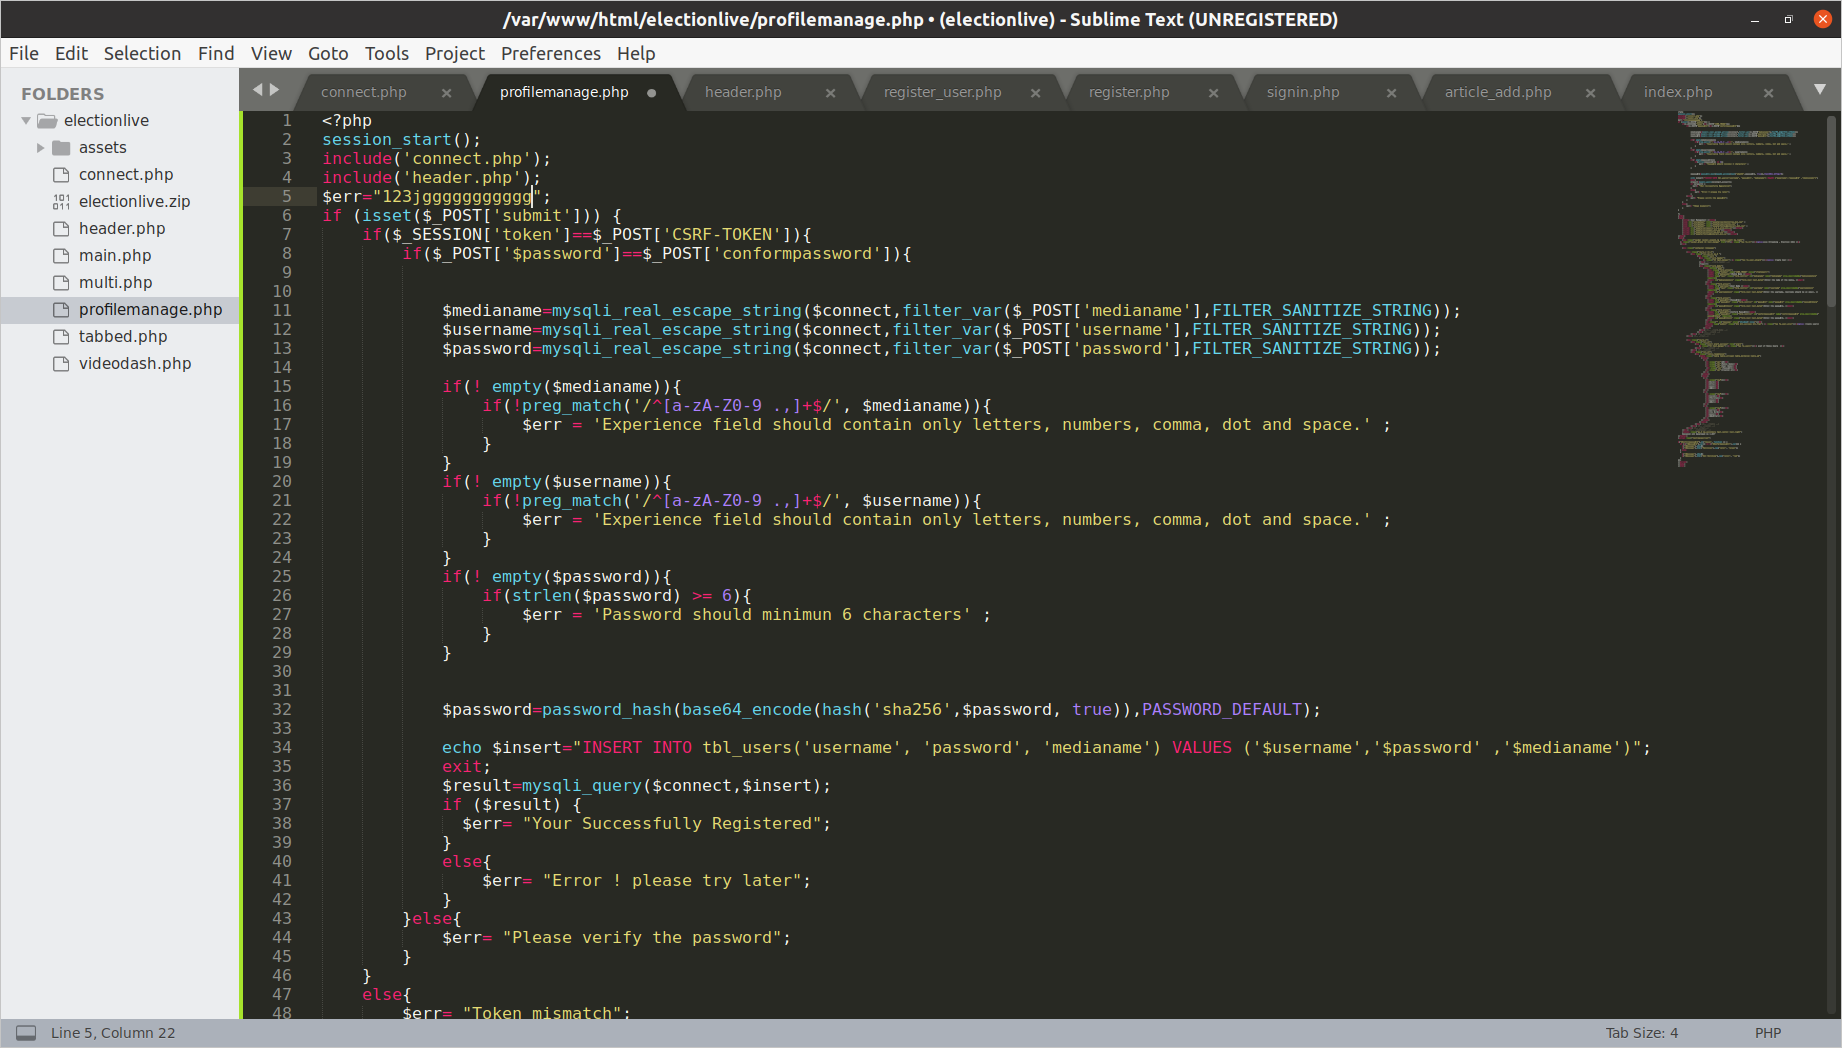 /var/www/html/electionlive/profilemanage.php • (electionlive) - Sublime Text (UNREGISTERED)
File Edit Selection Find View Goto Tools Project Preferences Help
FOLDERS
electionlive
assets
connect.php
electionlive.zip
header.php
main.php
multi.php
profilemanage.php
tabbed.php
videodash.php
connect.php × profilemanage.php ● header.php × register_user.php × register.php × signin.php × article_add.php × index.php ×
1 <?php
2 session_start();
3 include('connect.php');
4 include('header.php');
5 $err="123jggggggggggg";
6 if (isset($_POST['submit'])) {
7 if($_SESSION['token']==$_POST['CSRF-TOKEN']){
8 if($_POST['$password']==$_POST['conformpassword']){
9
10
11 $medianame=mysqli_real_escape_string($connect,filter_var($_POST['medianame'],FILTER_SANITIZE_STRING));
12 $username=mysqli_real_escape_string($connect,filter_var($_POST['username'],FILTER_SANITIZE_STRING));
13 $password=mysqli_real_escape_string($connect,filter_var($_POST['password'],FILTER_SANITIZE_STRING));
14
15 if(! empty($medianame)){
16 if(!preg_match('/^[a-zA-Z0-9 .,]+$/', $medianame)){
17 $err = 'Experience field should contain only letters, numbers, comma, dot and space.' ;
18 }
19 }
20 if(! empty($username)){
21 if(!preg_match('/^[a-zA-Z0-9 .,]+$/', $username)){
22 $err = 'Experience field should contain only letters, numbers, comma, dot and space.' ;
23 }
24 }
25 if(! empty($password)){
26 if(strlen($password) >= 6){
27 $err = 'Password should minimun 6 characters' ;
28 }
29 }
30
31
32 $password=password_hash(base64_encode(hash('sha256',$password, true)),PASSWORD_DEFAULT);
33
34 echo $insert="INSERT INTO tbl_users('username', 'password', 'medianame') VALUES ('$username','$password' ,'$medianame')";
35 exit;
36 $result=mysqli_query($connect,$insert);
37 if ($result) {
38 $err= "Your Successfully Registered";
39 }
40 else{
41 $err= "Error ! please try later";
42 }
43 }else{
44 $err= "Please verify the password";
45 }
46 }
47 else{
48 $err= "Token mismatch";
Line 5, Column 22 Tab Size: 4 PHP